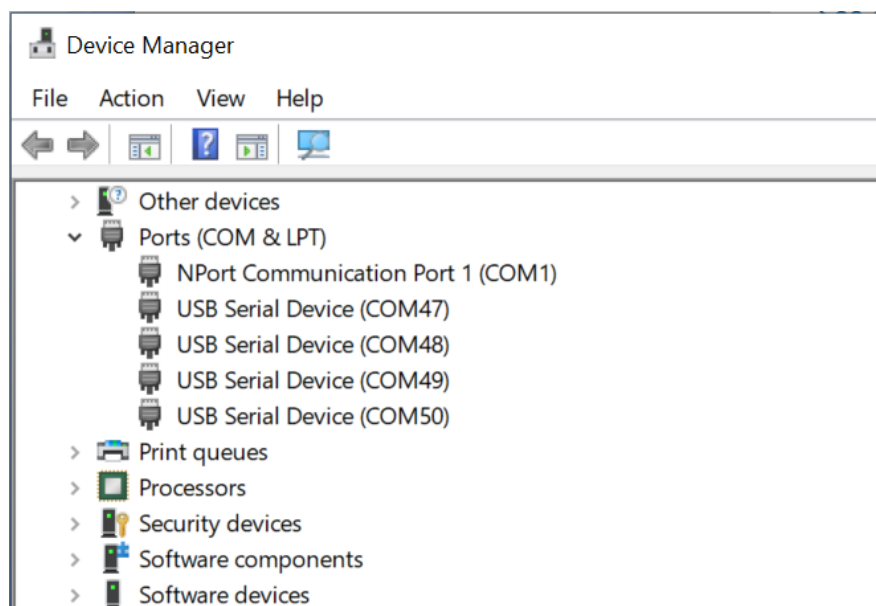 Device Manager
File Action View Help
Other devices
Ports (COM & LPT)
NPort Communication Port 1 (COM1)
USB Serial Device (COM47)
USB Serial Device (COM48)
USB Serial Device (COM49)
USB Serial Device (COM50)
Print queues
Processors
Security devices
Software components
Software devices